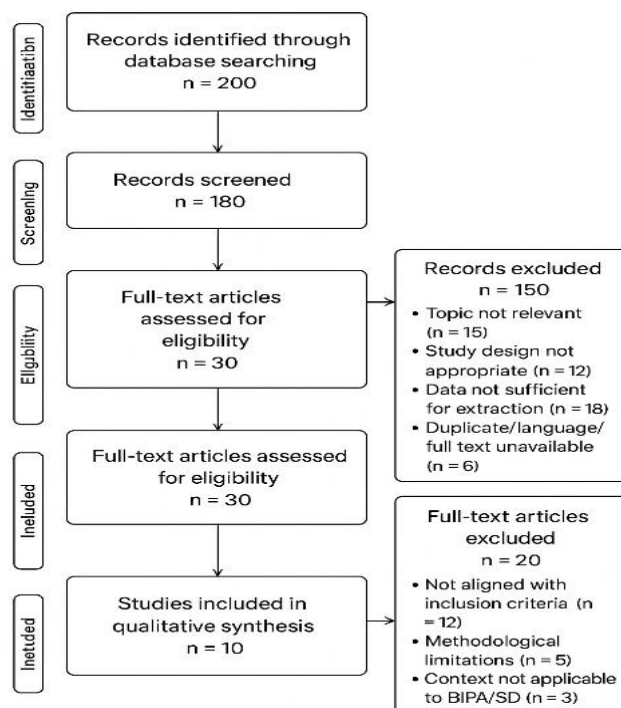 Identitiaatibn
Records identified through
database searching
n = 200
Screening
Records screened
n = 180
Full-text articles
assessed for
eligibility
n = 30
Records excluded
n = 150
• Topic not relevant
(n = 15)
• Study design not
appropriate (n = 12)
• Data not sufficient
for extraction (n = 18)
• Duplicate/language/
full text unavailable
(n = 6)
Ineluded
Full-text articles assessed
for eligibility
n = 30
Studies included in
qualitative synthesis
n = 10
Full-text articles
excluded
n = 20
• Not aligned with
inclusion criteria (n
= 12)
• Methodological
limitations (n = 5)
• Context not applicable
to BIPA/SD (n = 3)